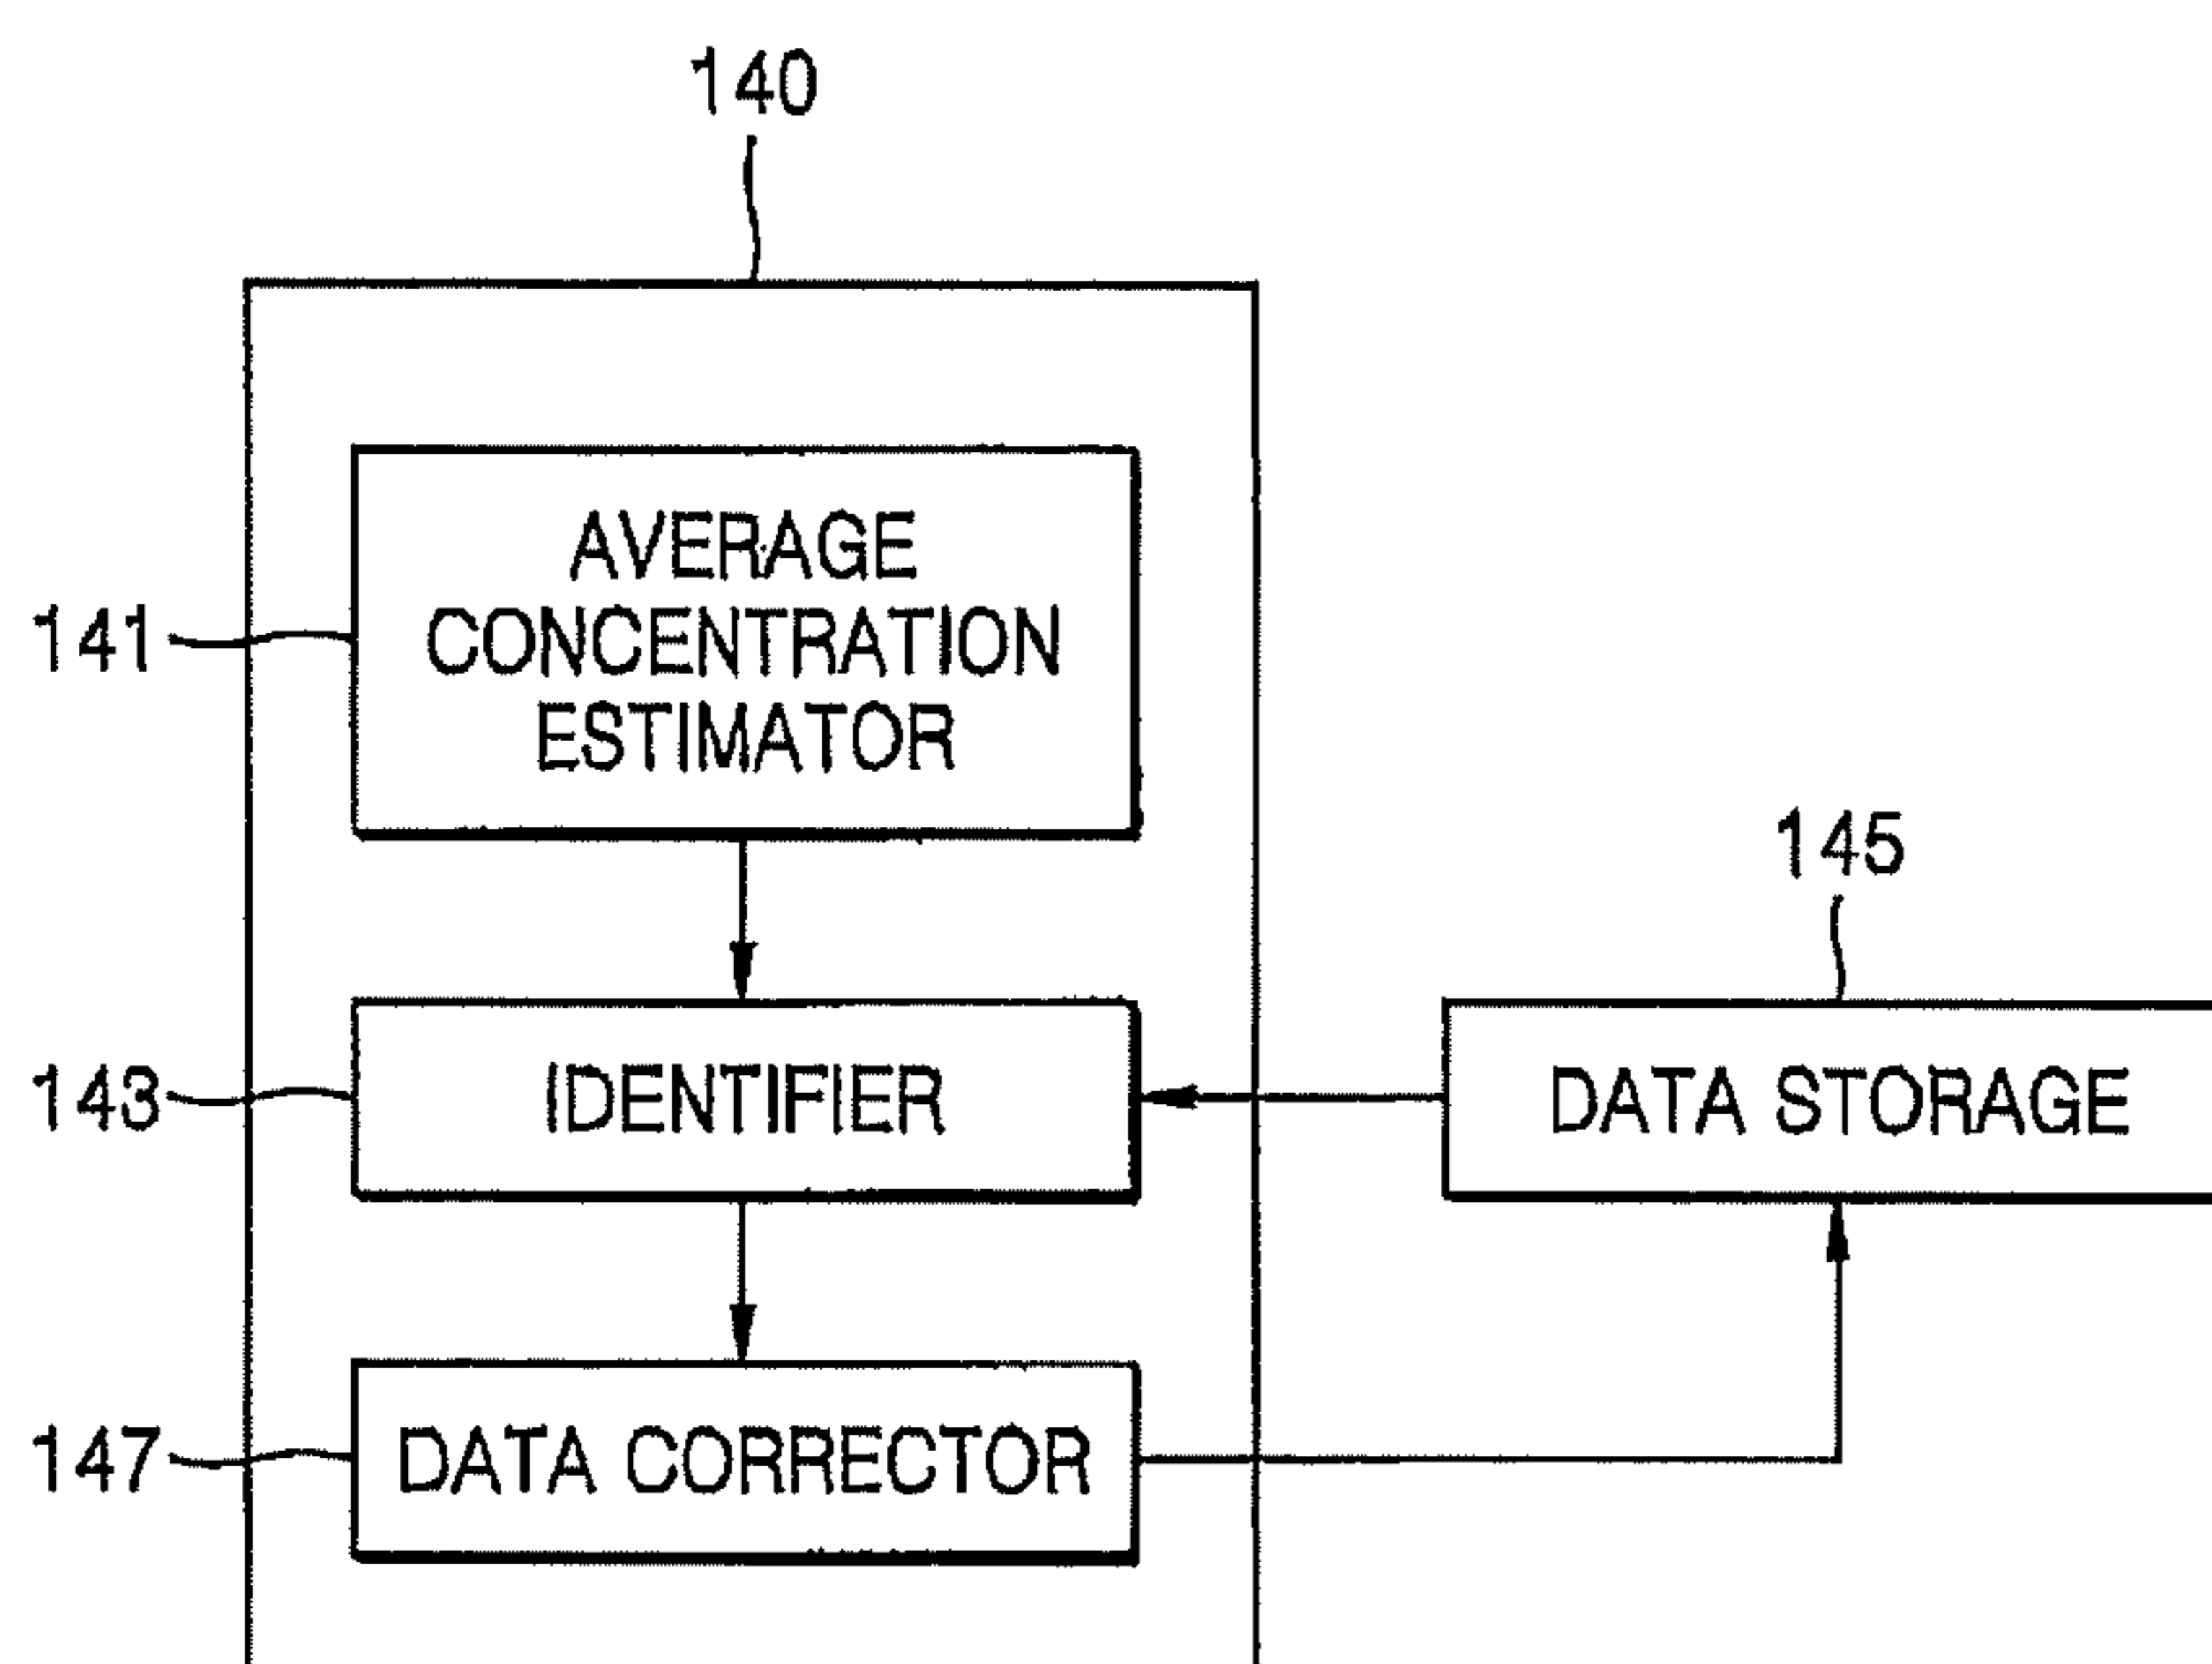 140
AVERAGE
CONCENTRATION
ESTIMATOR
141
145
143
IDENTIFIER
DATA STORAGE
147
DATA CORRECTOR